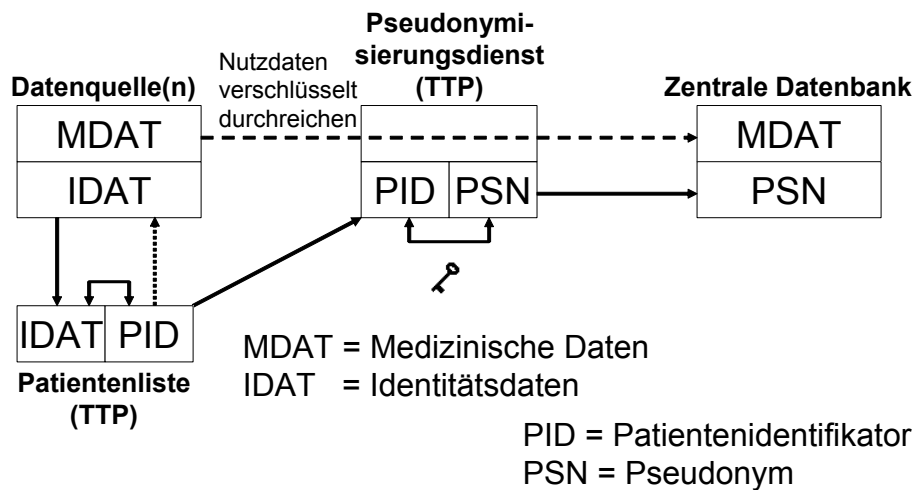 Pseudonymi-
sierungsdienst
(TTP)
Datenquelle(n)
Nutzdaten
verschlüsselt
durchreichen
Zentrale Datenbank
MDAT
IDAT
PID PSN
MDAT
PSN
IDAT PID
Patientenliste
(TTP)
MDAT = Medizinische Daten
IDAT = Identitätsdaten
PID = Patientenidentifikator
PSN = Pseudonym